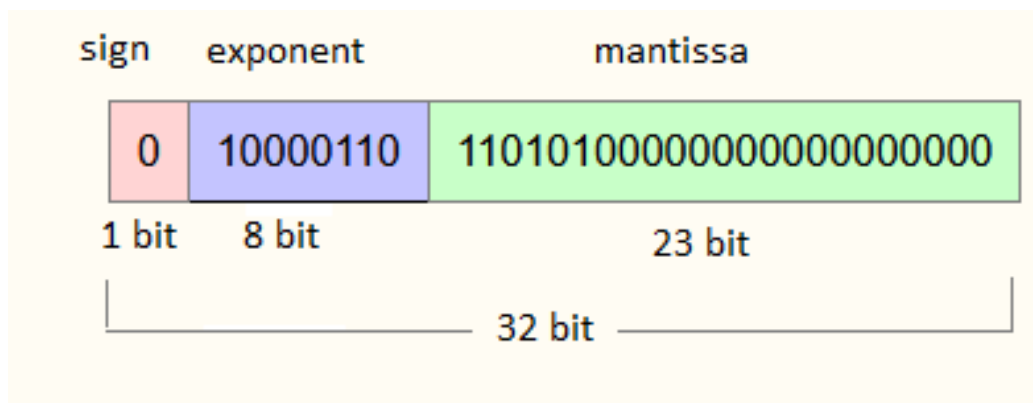 sign exponent mantissa
0 10000110 11010100000000000000000
1 bit 8 bit 23 bit
32 bit